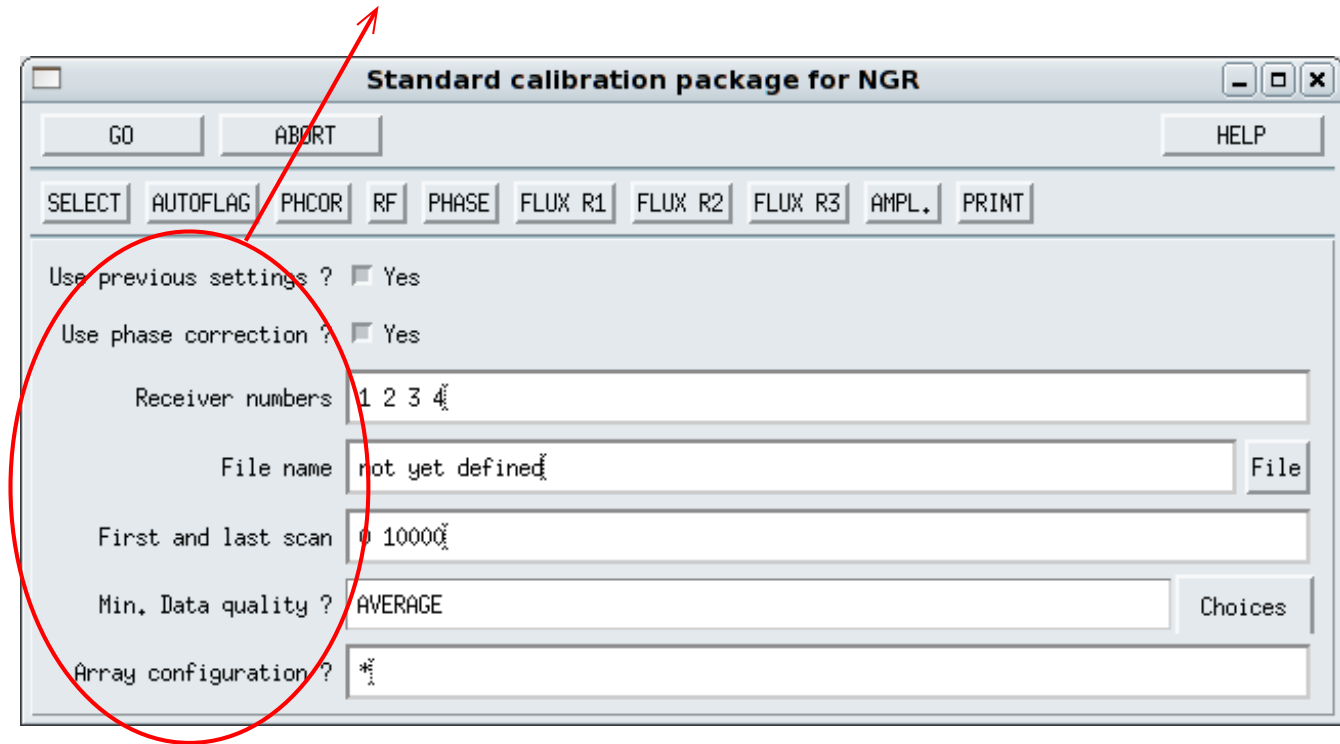 Standard calibration package for NGR
GO ABORT HELP
SELECT AUTOFLAG PHCOR RF PHASE FLUX R1 FLUX R2 FLUX R3 AMPL. PRINT
Use previous settings ? Yes
Use phase correction ? Yes
Receiver numbers 1 2 3 4
File name not yet defined File
First and last scan 0 10000
Min. Data quality ? AVERAGE Choices
Array configuration ? *